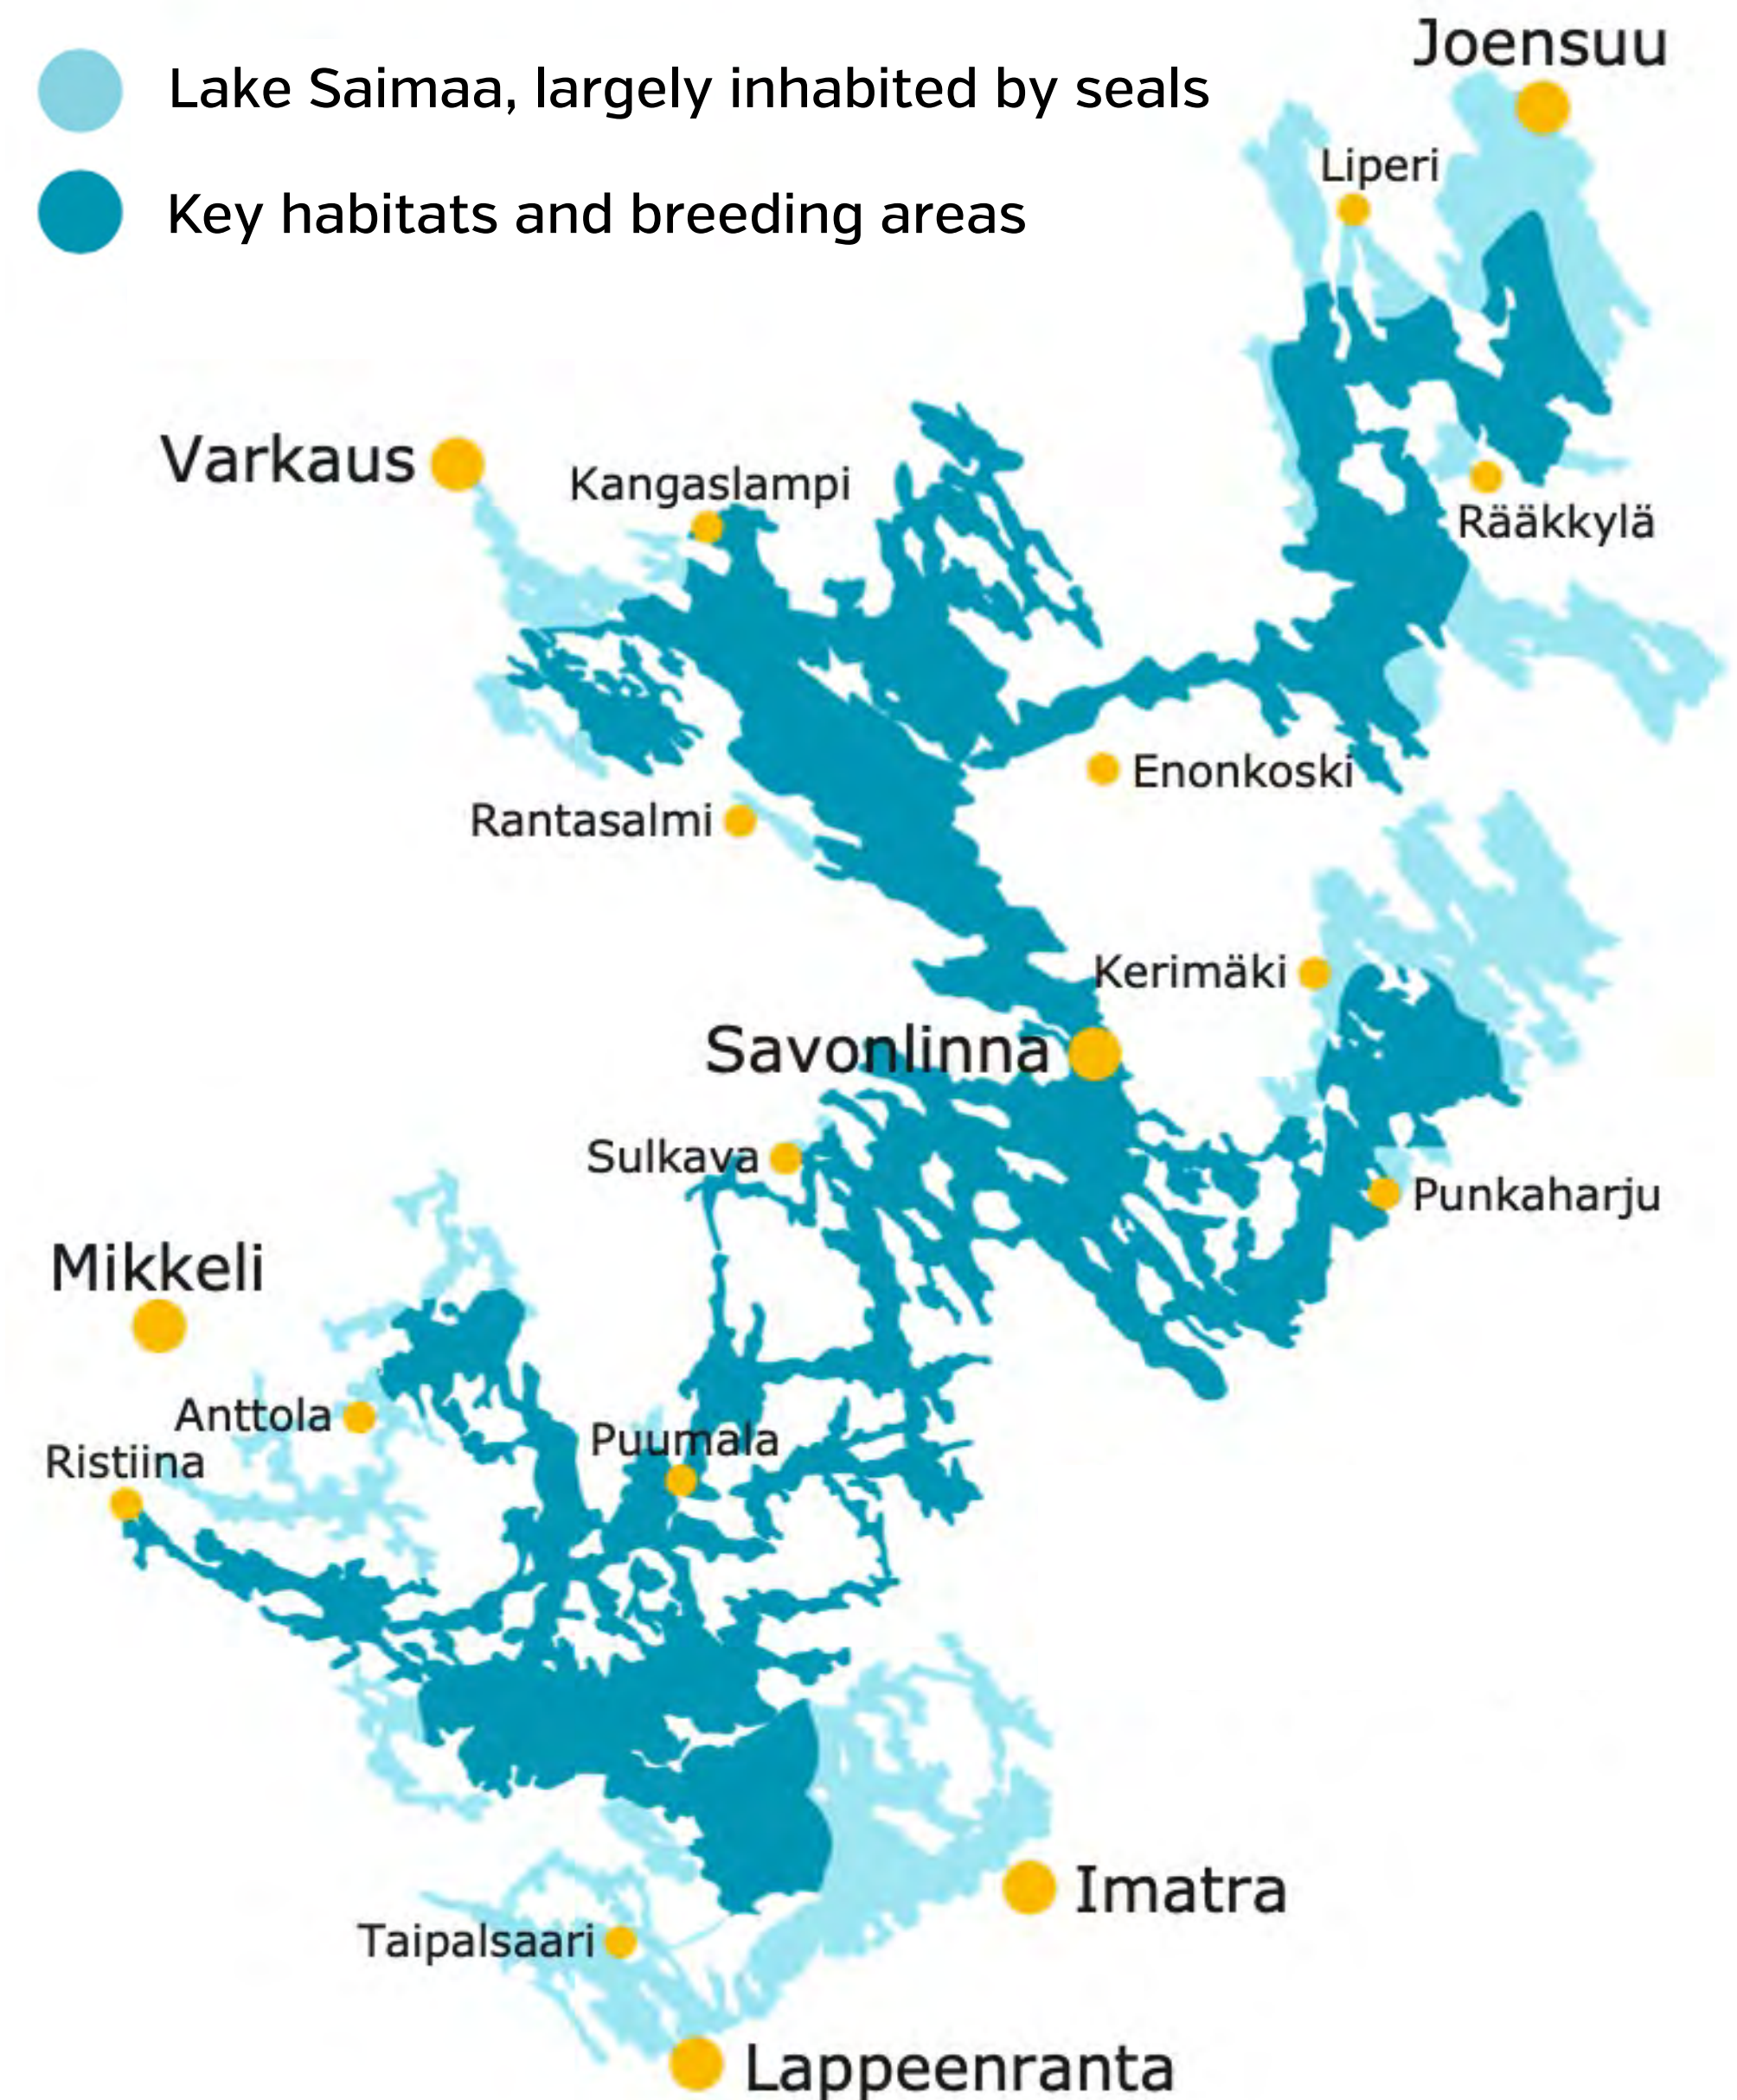 Joensuu
Lake Saimaa, largely inhabited by seals
Liperi
Key habitats and breeding areas
Varkaus
Kangaslampi
Rääkkylä
Enonkoski
Rantasalmi
Kerimäki
Savonlinna
Sulkava
Punkaharju
Mikkeli
Anttola
Puumala
Ristiina
Imatra
Taipalsaari
Lappeenranta